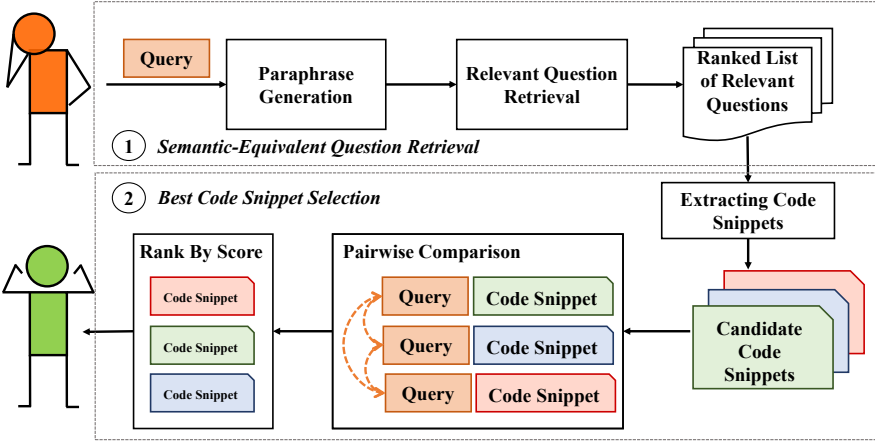 Query
Paraphrase
Generation
Relevant Question
Retrieval
Ranked List
of Relevant
Questions
1 Semantic-Equivalent Question Retrieval
2 Best Code Snippet Selection
Extracting Code
Snippets
Candidate
Code
Snippets
Pairwise Comparison
Query Code Snippet
Query Code Snippet
Query Code Snippet
Rank By Score
Code Snippet
Code Snippet
Code Snippet